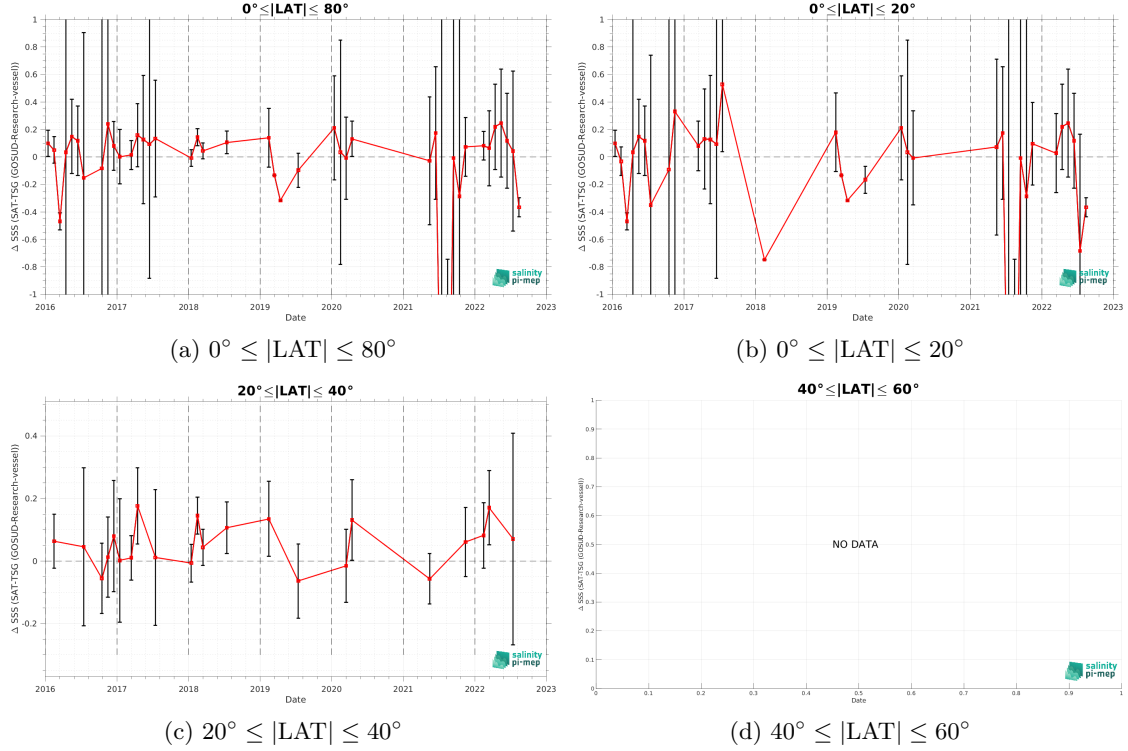 0°≤|LAT|≤ 80°
Δ SSS (SAT-TSG (GOSUD-Research-vessel))
1
0.8
0.6
0.4
0.2
0
-0.2
-0.4
-0.6
-0.8
-1
2016 2017 2018 2019 2020 2021 2022 2023
Date
salinity
pi-mep
(a) 0° ≤ |LAT| ≤ 80°
0°≤|LAT|≤ 20°
Δ SSS (SAT-TSG (GOSUD-Research-vessel))
1
0.8
0.6
0.4
0.2
0
-0.2
-0.4
-0.6
-0.8
-1
2016 2017 2018 2019 2020 2021 2022 2023
Date
salinity
pi-mep
(b) 0° ≤ |LAT| ≤ 20°
20°≤|LAT|≤ 40°
Δ SSS (SAT-TSG (GOSUD-Research-vessel))
0.4
0.2
0
-0.2
2016 2017 2018 2019 2020 2021 2022 2023
Date
salinity
pi-mep
(c) 20° ≤ |LAT| ≤ 40°
40°≤|LAT|≤ 60°
Δ SSS (SAT-TSG (GOSUD-Research-vessel))
1
0.9
0.8
0.7
0.6
0.5
0.4
0.3
0.2
0.1
0
NO DATA
0 0.1 0.2 0.3 0.4 0.5 0.6 0.7 0.8 0.9 1
Date
salinity
pi-mep
(d) 40° ≤ |LAT| ≤ 60°